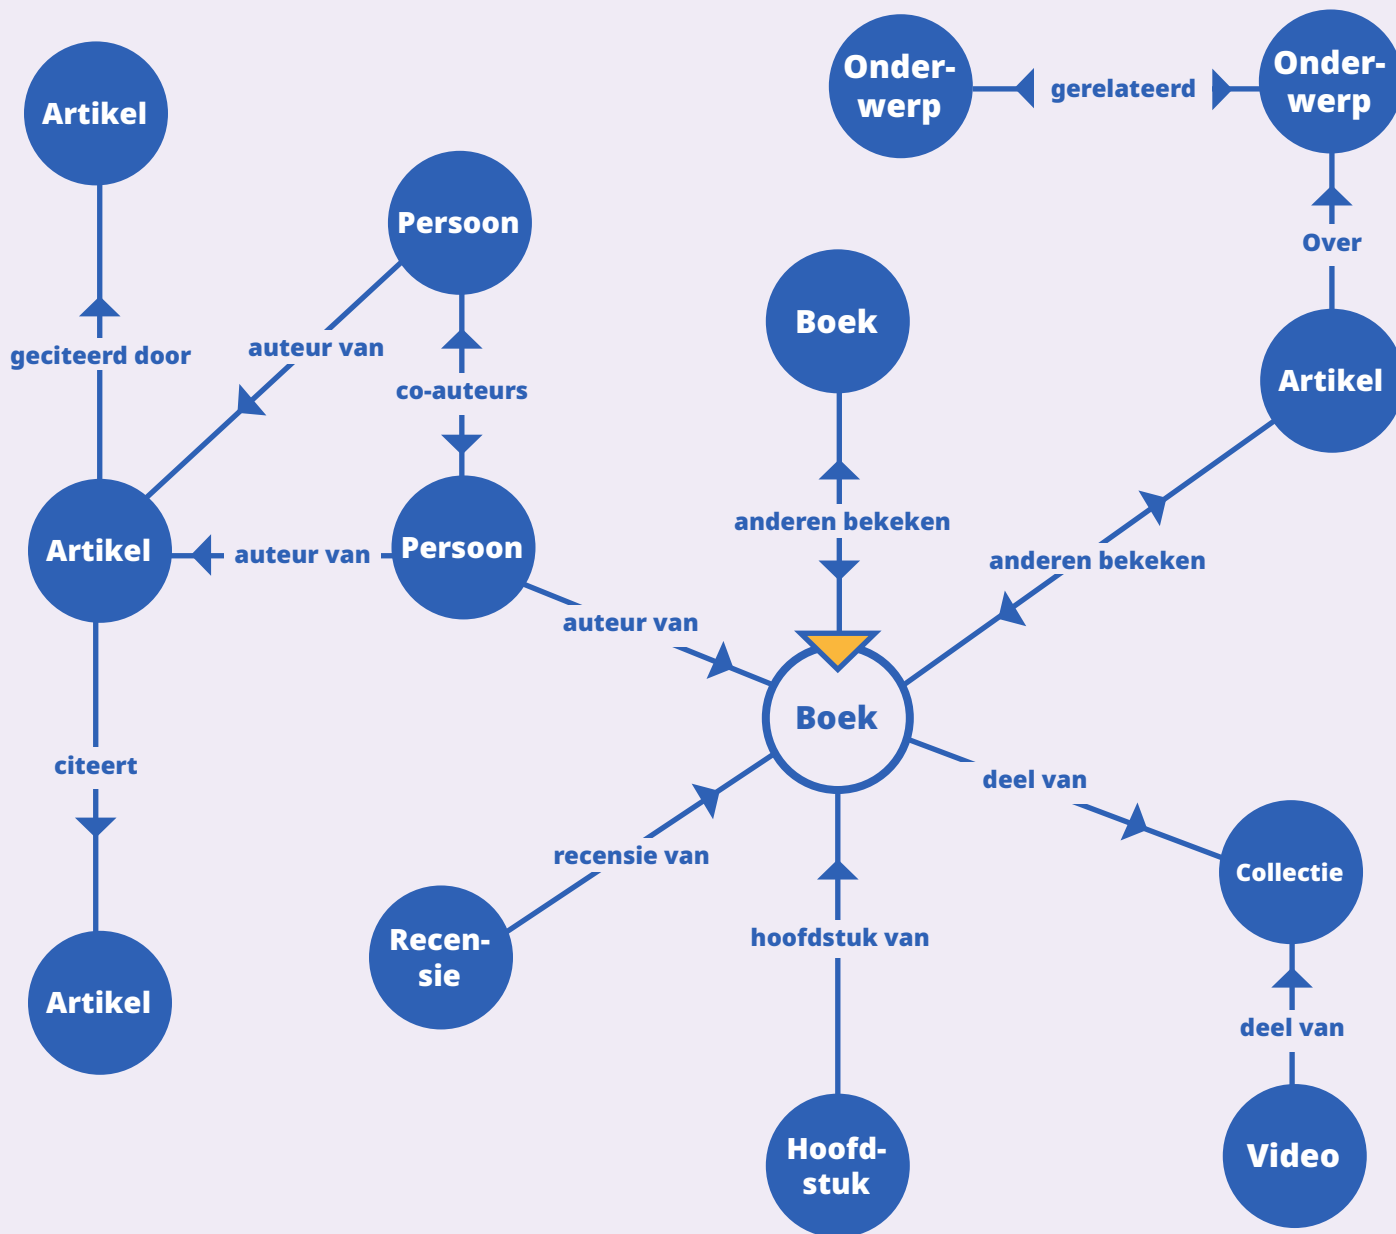 Onder-
werp
gerelateerd
Onder-
werp
Artikel
Persoon
Over
Boek
geciteerd door
auteur van
co-auteurs
Artikel
anderen bekeken
Artikel
auteur van
Persoon
anderen bekeken
auteur van
Boek
citeert
deel van
recensie van
Collectie
hoofdstuk van
Recen-
sie
Artikel
deel van
Hoofd-
stuk
Video